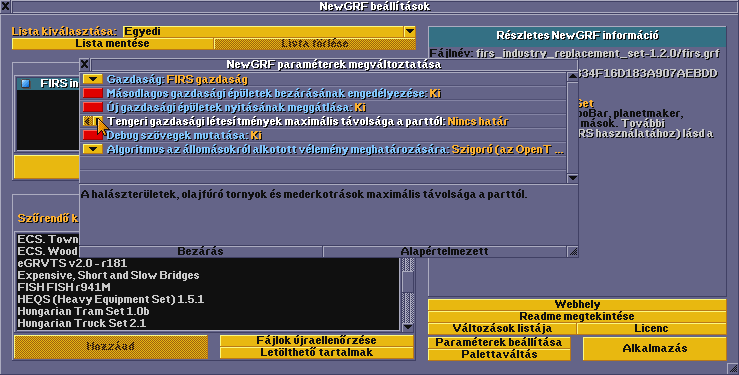 NewGRF beállítások
Lista kiválasztása: Egyedi
Lista mentése
Lista törlése
Részletes NewGRF információ
Fájlnév: firs_industry_replacement_set-1.2.0/firs.grf
FIRS in
834F16D183A907AEBDD
Set
oBar, planetmaker,
mások. További
RS használatához) lásd a
NewGRF paraméterek megváltoztatása
Gazdaság: FIRS gazdaság
Másodlagos gazdasági épületek bezárásának engedélyezése: Ki
Új gazdasági épületek nyitásának meggátlása: Ki
Tengeri gazdasági létesítmények maximális távolsága a parttól: Nincs határ
Debug szövegek mutatása: Ki
Algoritmus az állomásokról alkotott vélemény meghatározására: Szigorú (az OpenT ...
A halászterületek, olajfúró tornyok és mederkotrások maximális távolsága a parttól.
Bezárás
Alapértelmezett
Szűrendő k
ECS. Town
ECS. Wood
eGRVTS v2.0 - r181
Expensive, Short and Slow Bridges
FISH FISH r941M
HEQS (Heavy Equipment Set) 1.5.1
Hungarian Tram Set 1.0b
Hungarian Truck Set 2.1
Hozzáad
Fájlok újraellenőrzése
Letölthető tartalmak
Webhely
Readme megtekintése
Változások listája
Licenc
Paraméterek beállítása
Palettaváltás
Alkalmazás